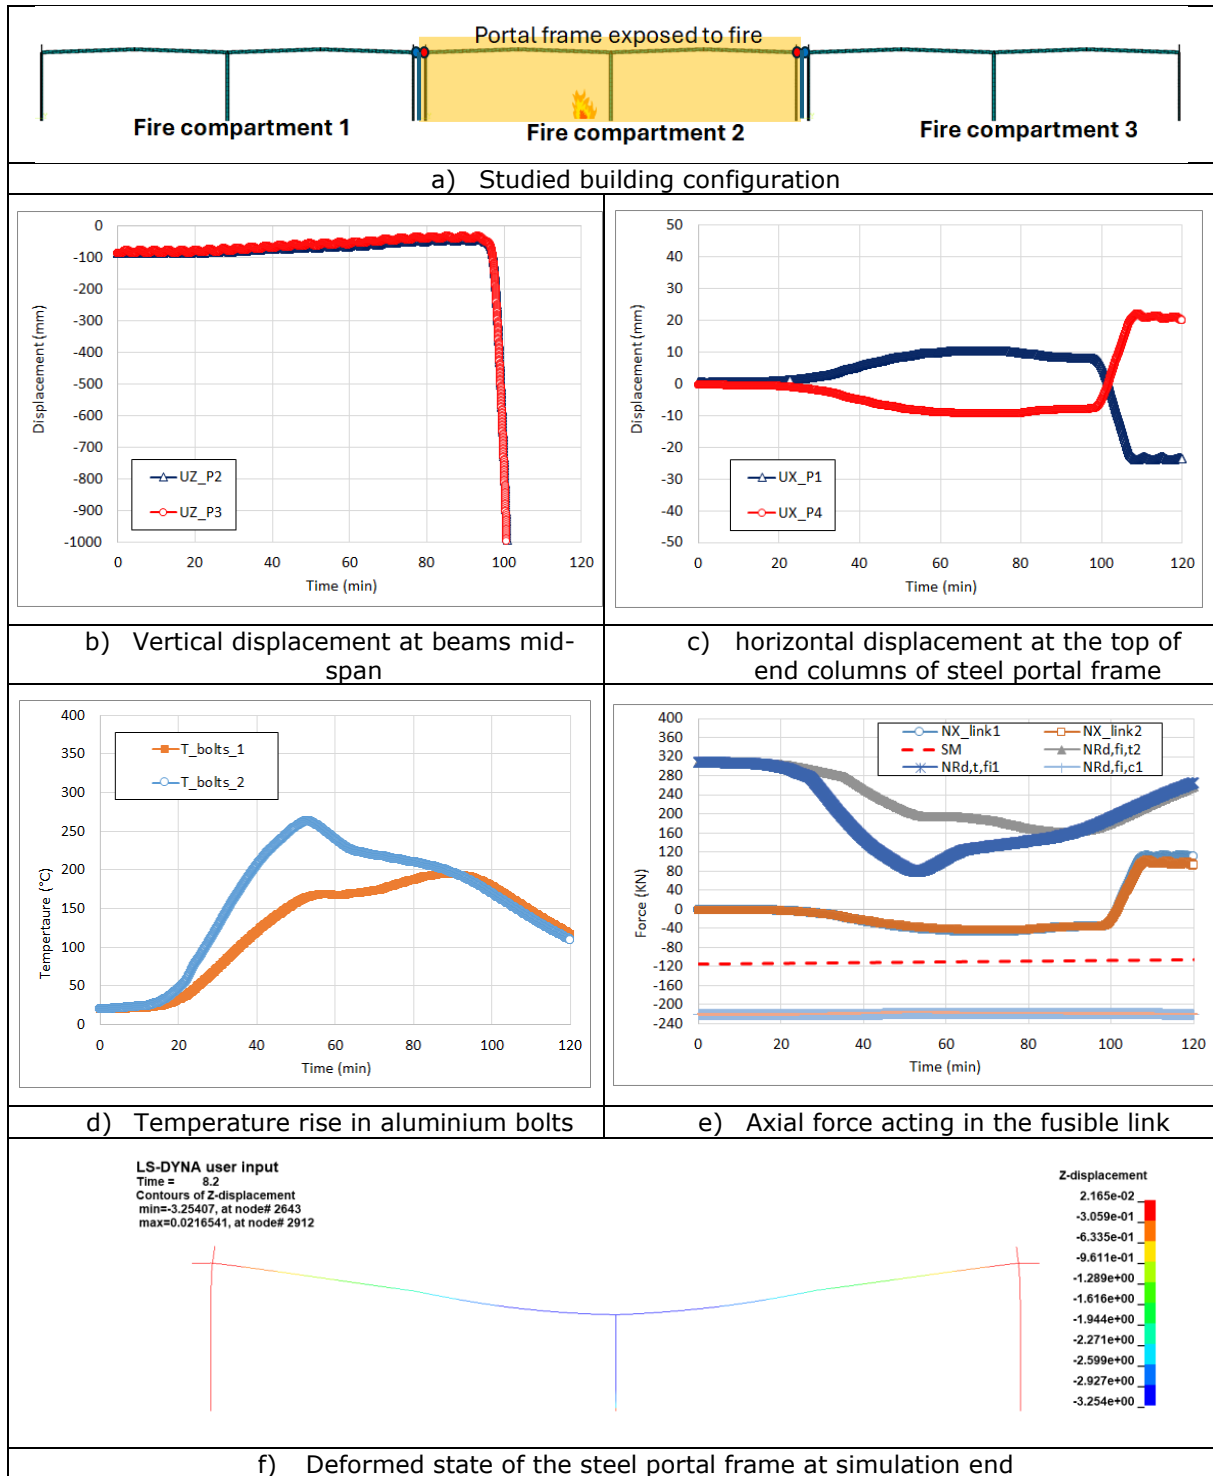 Portal frame exposed to fire
Fire compartment 1
Fire compartment 2
Fire compartment 3
a) Studied building configuration
0
-100
-200
-300
-400
-500
-600
-700
-800
-900
-1000
Displacement (mm)
UZ_P2
UZ_P3
0 20 40 60 80 100 120
Time (min)
50
40
30
20
10
0
-10
-20
-30
-40
-50
Displacement (mm)
UX_P1
UX_P4
0 20 40 60 80 100 120
Time (min)
b) Vertical displacement at beams mid-
span
c) horizontal displacement at the top of
end columns of steel portal frame
400
350
300
250
200
150
100
50
0
Tempertaure (°C)
T_bolts_1
T_bolts_2
0 20 40 60 80 100 120
Time (min)
400
360
320
280
240
200
160
120
80
40
0
-40
-80
-120
-160
-200
-240
Force (KN)
NX_link1 NX_link2
SM NRd,fi,t2
NRd,t,fi1 NRd,fi,c1
0 20 40 60 80 100 120
Time (min)
d) Temperature rise in aluminium bolts
e) Axial force acting in the fusible link
LS-DYNA user input
Time = 8.2
Contours of Z-displacement
min=-3.25407, at node# 2643
max=0.0216541, at node# 2912
Z-displacement
2.165e-02
-3.059e-01
-6.335e-01
-9.611e-01
-1.289e+00
-1.616e+00
-1.944e+00
-2.271e+00
-2.599e+00
-2.927e+00
-3.254e+00
f) Deformed state of the steel portal frame at simulation end